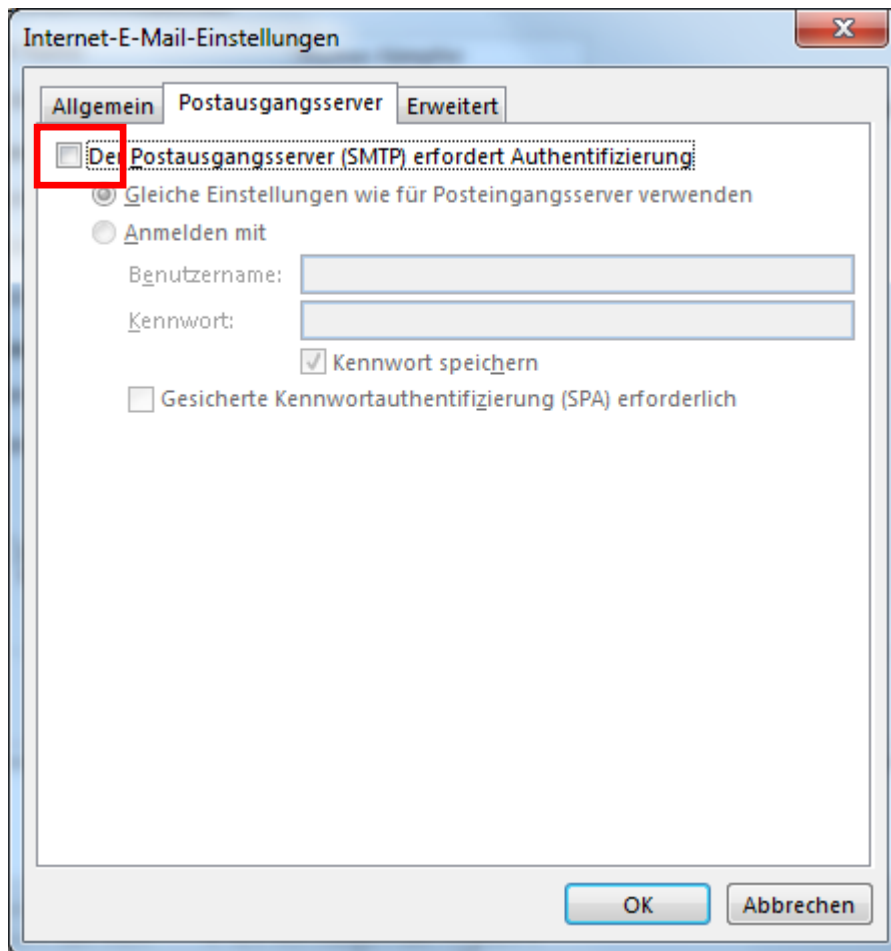 Internet-E-Mail-Einstellungen
Allgemein Postausgangsserver Erweitert
Der Postausgangsserver (SMTP) erfordert Authentifizierung
Gleiche Einstellungen wie für Posteingangsserver verwenden
Anmelden mit
Benutzername:
Kennwort:
Kennwort speichern
Gesicherte Kennwortauthentifizierung (SPA) erforderlich
OK Abbrechen